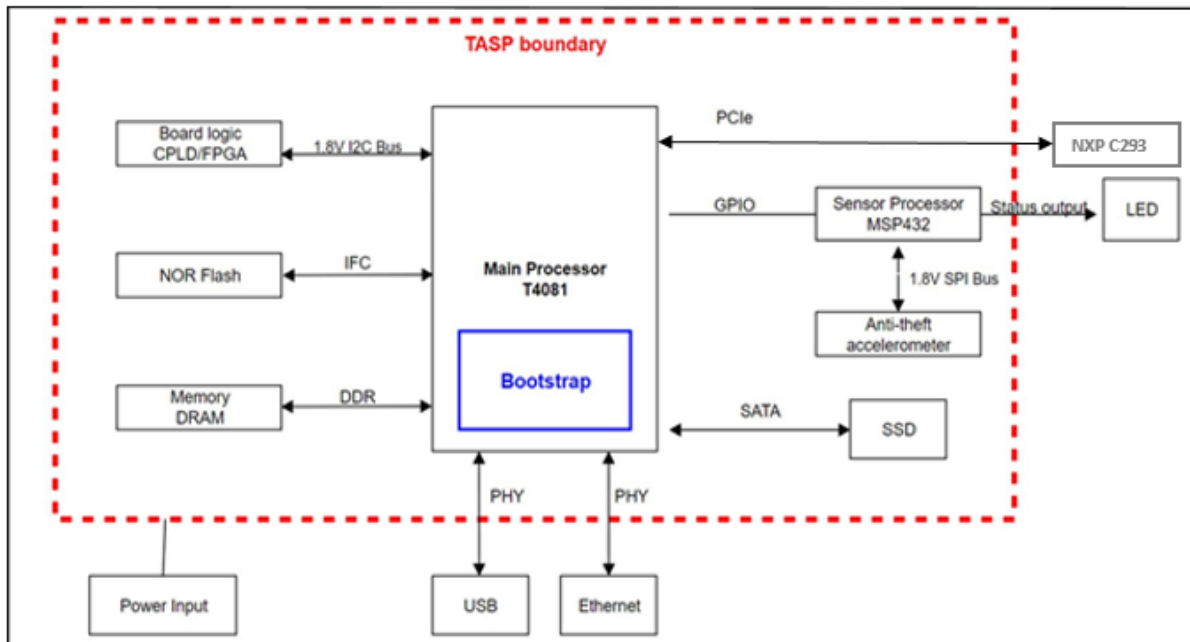 TASP boundary
Board logic
CPLD/FPGA
1.8V I2C Bus
PCIe
NXP C293
GPIO
Sensor Processor
MSP432
Status output
LED
NOR Flash
IFC
Main Processor
T4081
1.8V SPI Bus
Anti-theft
accelerometer
Bootstrap
Memory
DRAM
DDR
SATA
SSD
PHY
PHY
Power Input
USB
Ethernet